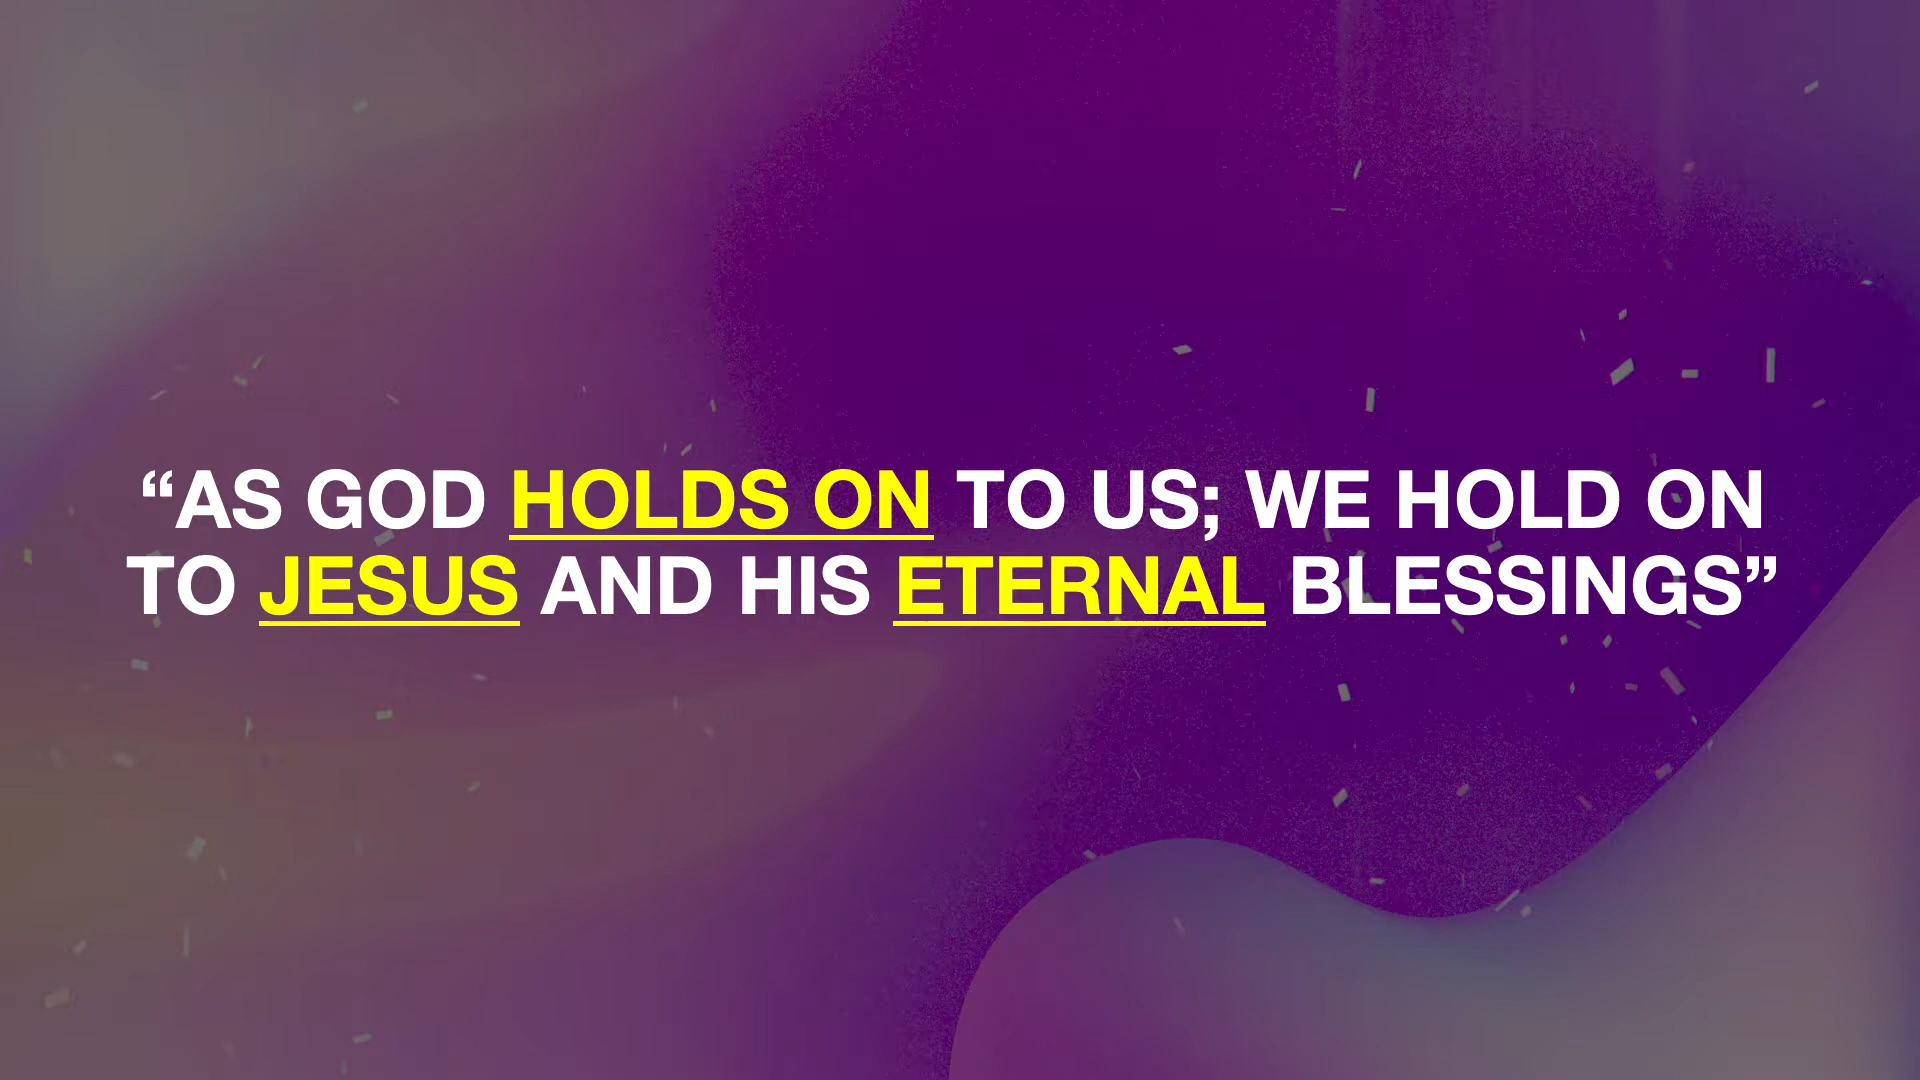 “AS GOD HOLDS ON TO US; WE HOLD ON
TO JESUS AND HIS ETERNAL BLESSINGS”